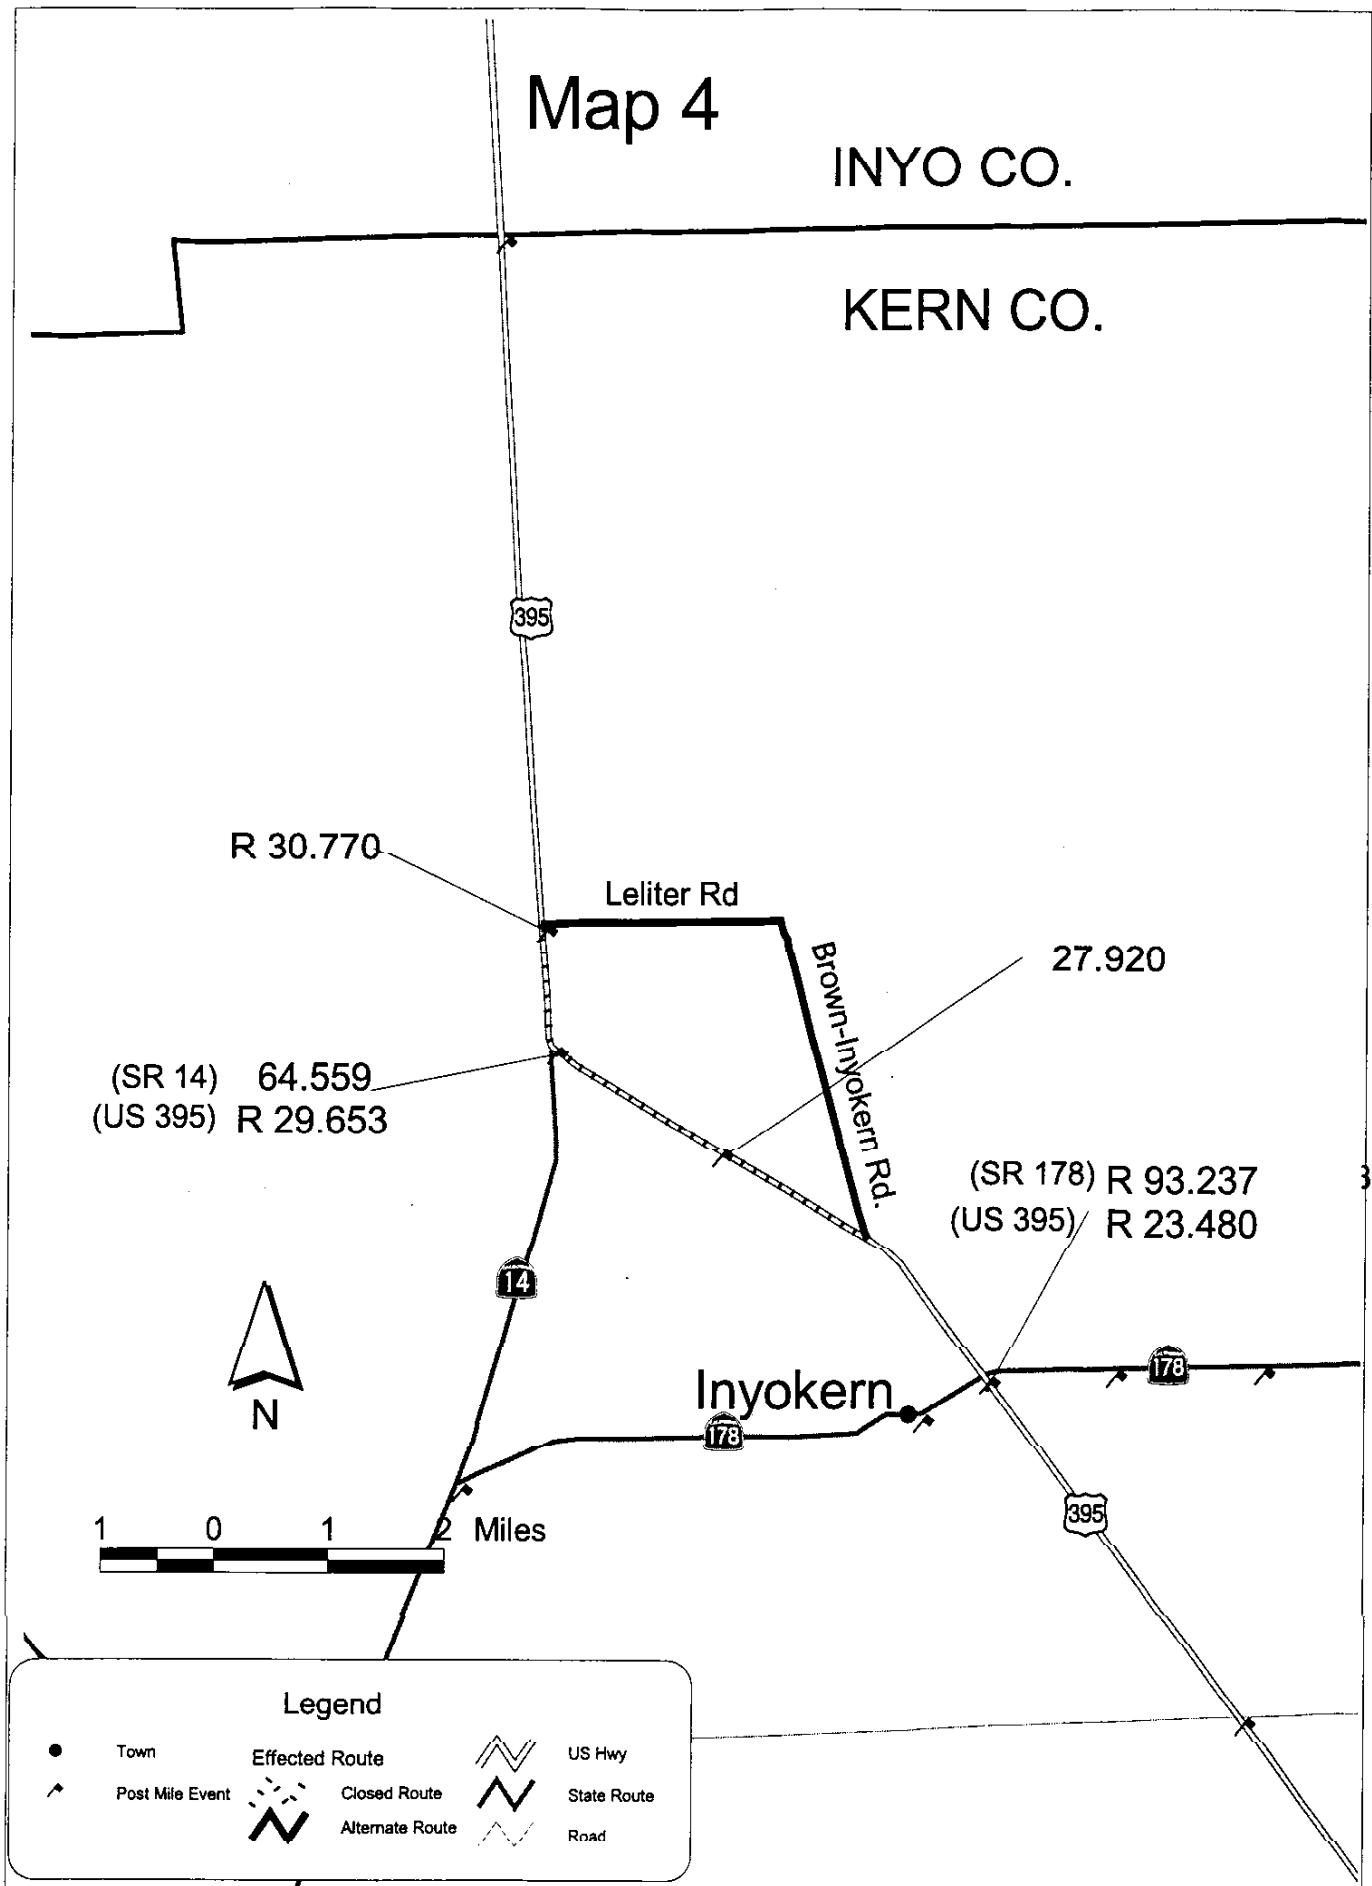 Map 4
INYO CO.
KERN CO.
395
R 30.770
Leliter Rd
Brown-Inyokern Rd.
27.920
(SR 14) 64.559
(US 395) R 29.653
(SR 178) R 93.237
(US 395) R 23.480
14
N
Inyokern
178
178
395
1 0 1 2 Miles
Legend
Town
Post Mile Event
Effected Route
Closed Route
Alternate Route
US Hwy
State Route
Road